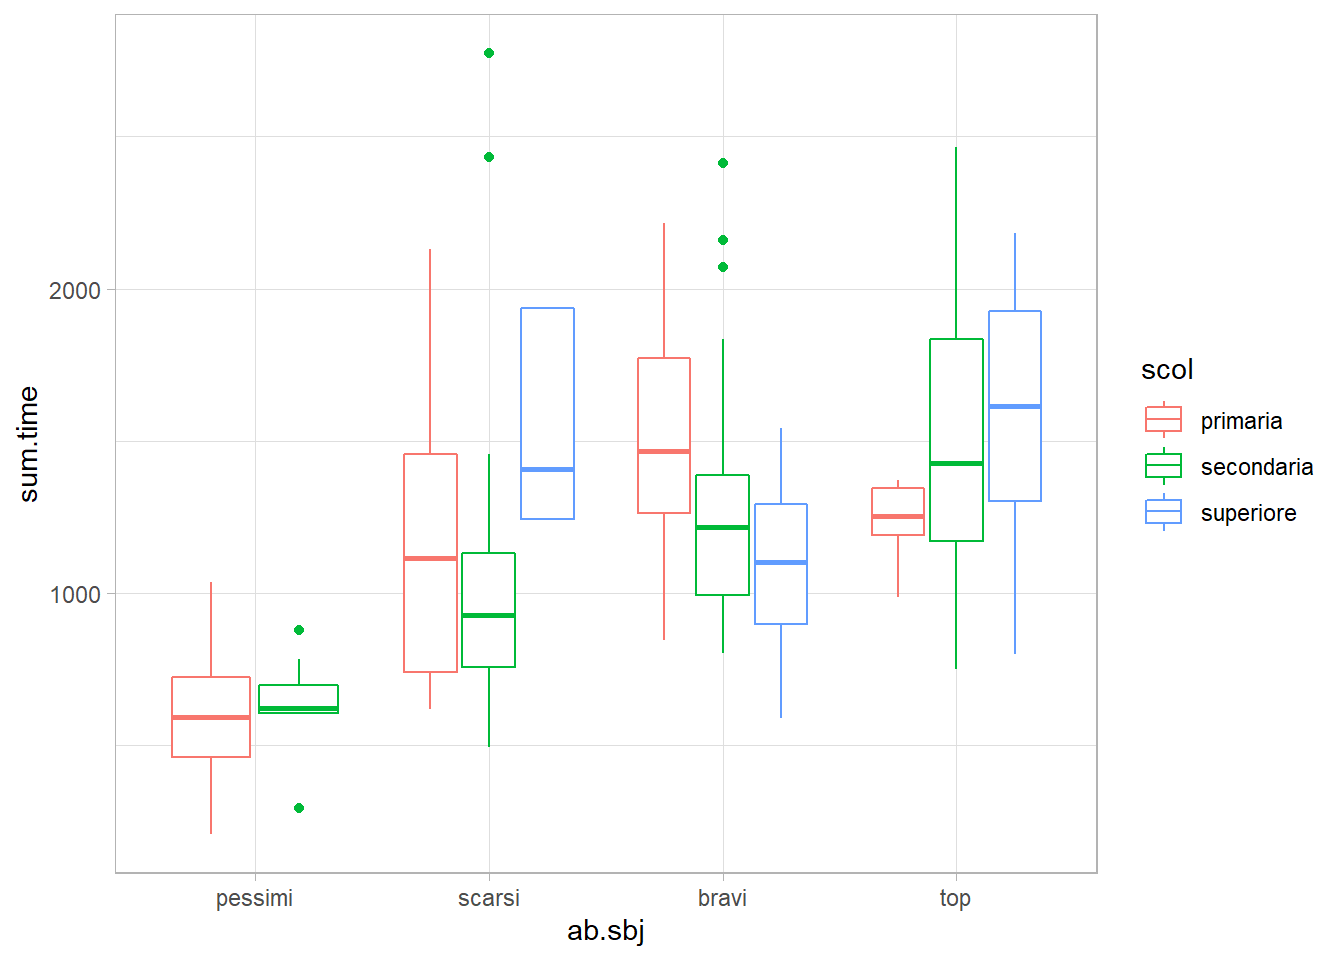 sum.time
2000
1000
pessimi
scarsi
bravi
top
ab.sbj
scol
primaria
secondaria
superiore